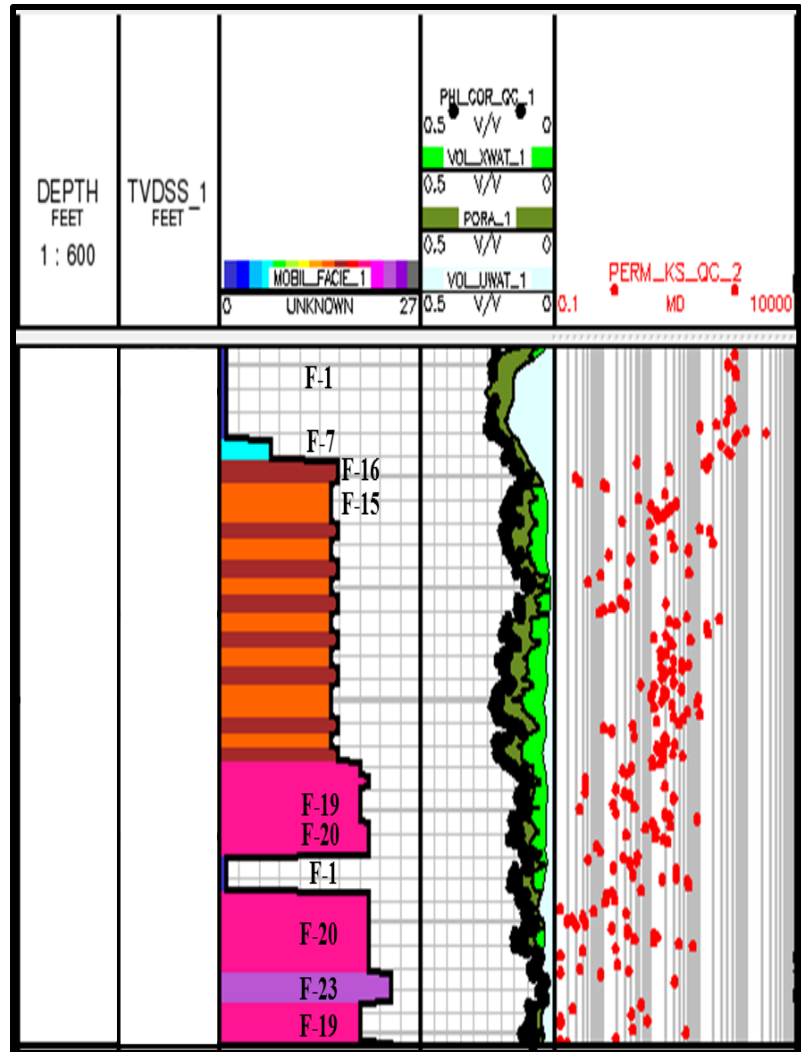 DEPTH
FEET
1 : 600
TVDSS_1
FEET
MOBIL_FACIE_1
0 UNKNOWN 27
PHI_COR_QC_1
0.5 V/V 0
VOL_XWAT_1
0.5 V/V 0
PORA_1
0.5 V/V 0
VOL_UWAT_1
0.5 V/V 0
PERM_KS_QC_2
0.1 MD 10000
F-1
F-7
F-16
F-15
F-19
F-20
F-1
F-20
F-23
F-19